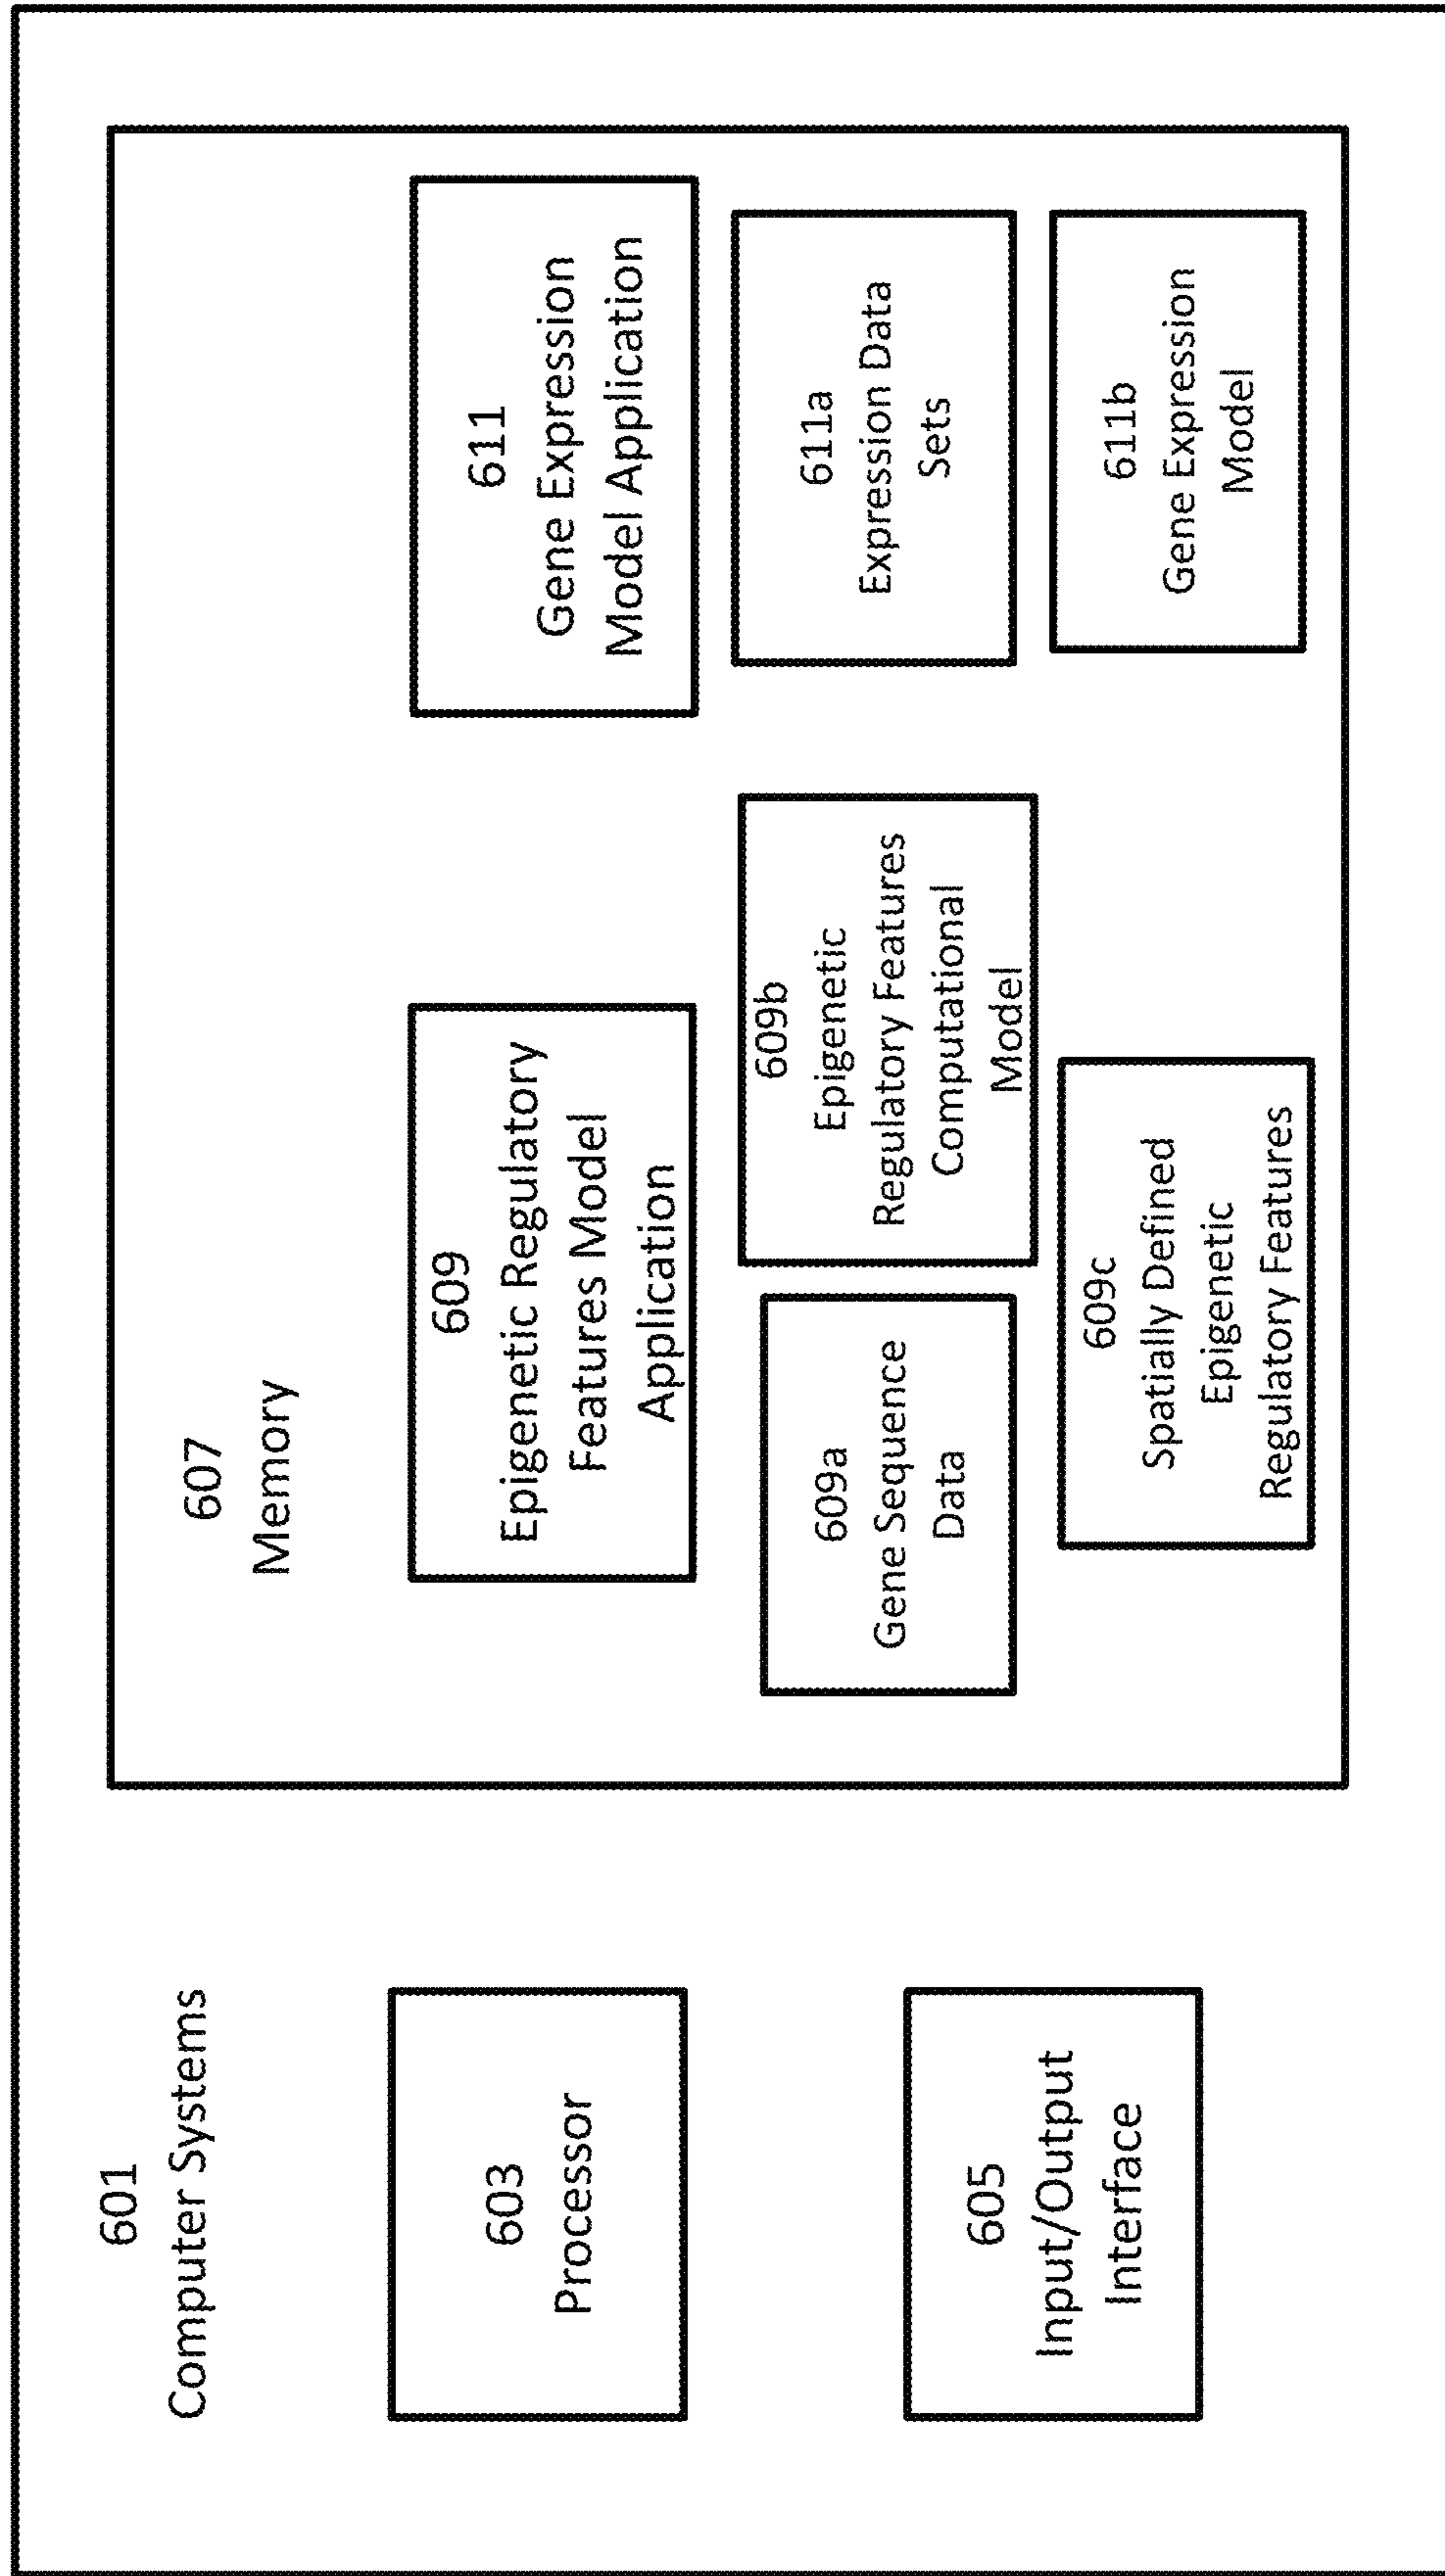 601
Computer Systems
603
Processor
605
Input/Output
Interface
607
Memory
609
Epigenetic Regulatory
Features Model
Application
609a
Gene Sequence
Data
609b
Epigenetic
Regulatory Features
Computational
Model
609c
Spatially Defined
Epigenetic
Regulatory Features
611
Gene Expression
Model Application
611a
Expression Data
Sets
611b
Gene Expression
Model